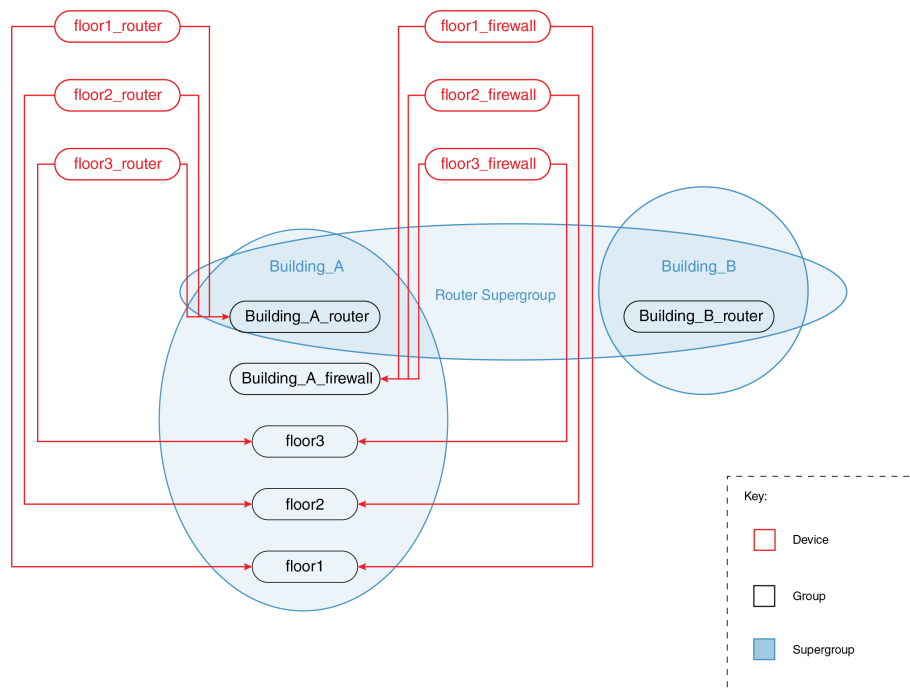 floor1_router
floor1_firewall
floor2_router
floor2_firewall
floor3_router
floor3_firewall
Building_A
Building_B
Router Supergroup
Building_A_router
Building_B_router
Building_A_firewall
floor3
floor2
floor1
Key:
Device
Group
Supergroup